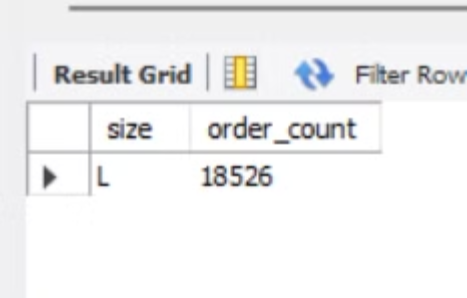 Result Grid Filter Row
size order_count
L 18526